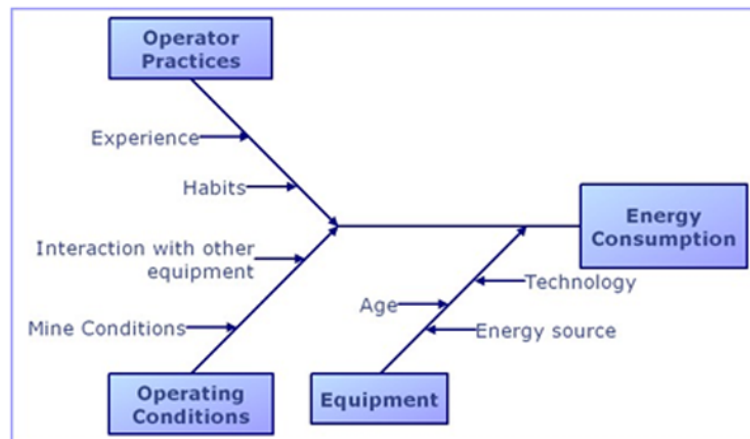 Operator
Practices
Experience
Habits
Energy
Consumption
Interaction with other
equipment
Technology
Age
Mine Conditions
Energy source
Operating
Conditions
Equipment